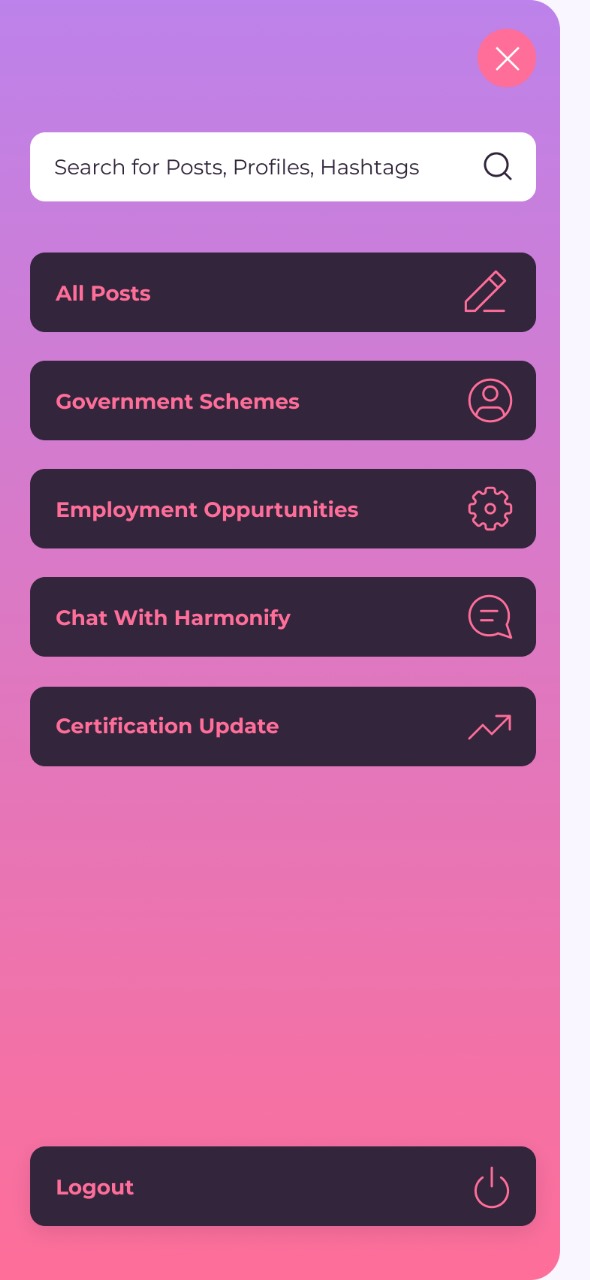 Search for Posts, Profiles, Hashtags
All Posts
Government Schemes
Employment Oppurtunities
Chat With Harmonify
Certification Update
Logout